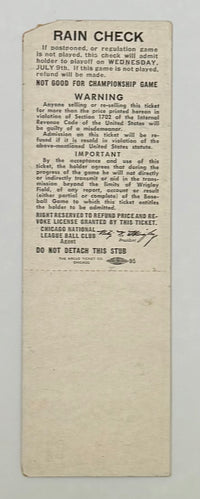 RAIN CHECK
If postponed, or regulation game
is not played, this check will admit
holder to playoff on WEDNESDAY,
JULY 9th. If this game is not played,
refund will be made.
NOT GOOD FOR CHAMPIONSHIP GAME
WARNING
Anyone selling or re-selling this ticket
for more than the price printed hereon in
violation of Section 1702 of the Internal
Revenue Code of the United States will
be guilty of a misdemeanor.
Admission on this ticket will be re-
fused if it is resold in violation of the
above-mentioned United States statute.
IMPORTANT
By the acceptance and use of this
ticket, the holder agrees that during the
progress of the game he will not directly
or indirectly transmit or aid in the trans-
mission beyond the limits of Wrigley
Field, of any report, account or result
(either partial or complete) of the Base-
ball Game to which this ticket entitles
the holder to be admitted.
RIGHT RESERVED TO REFUND PRICE AND RE-
VOKE LICENSE GRANTED BY THIS TICKET.
CHICAGO NATIONAL
LEAGUE BALL CLUB
Agent President
DO NOT DETACH THIS STUB
THE ARCUS TICKET CO.
CHICAGO 95